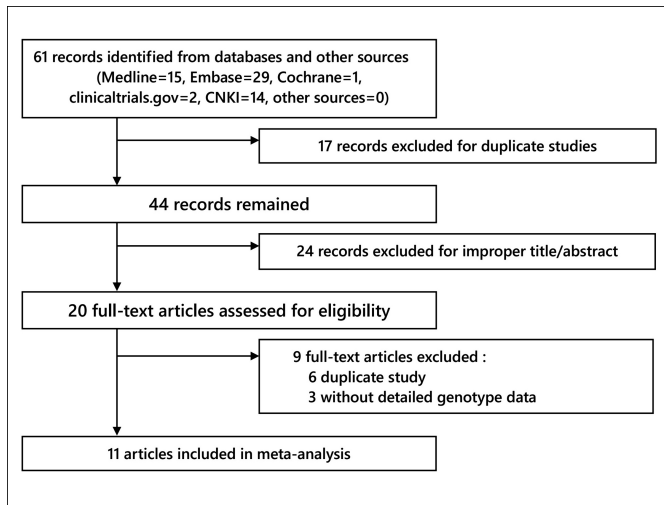 61 records identified from databases and other sources
(Medline=15, Embase=29, Cochrane=1,
clinicaltrials.gov=2, CNKI=14, other sources=0)
17 records excluded for duplicate studies
44 records remained
24 records excluded for improper title/abstract
20 full-text articles assessed for eligibility
9 full-text articles excluded :
6 duplicate study
3 without detailed genotype data
11 articles included in meta-analysis